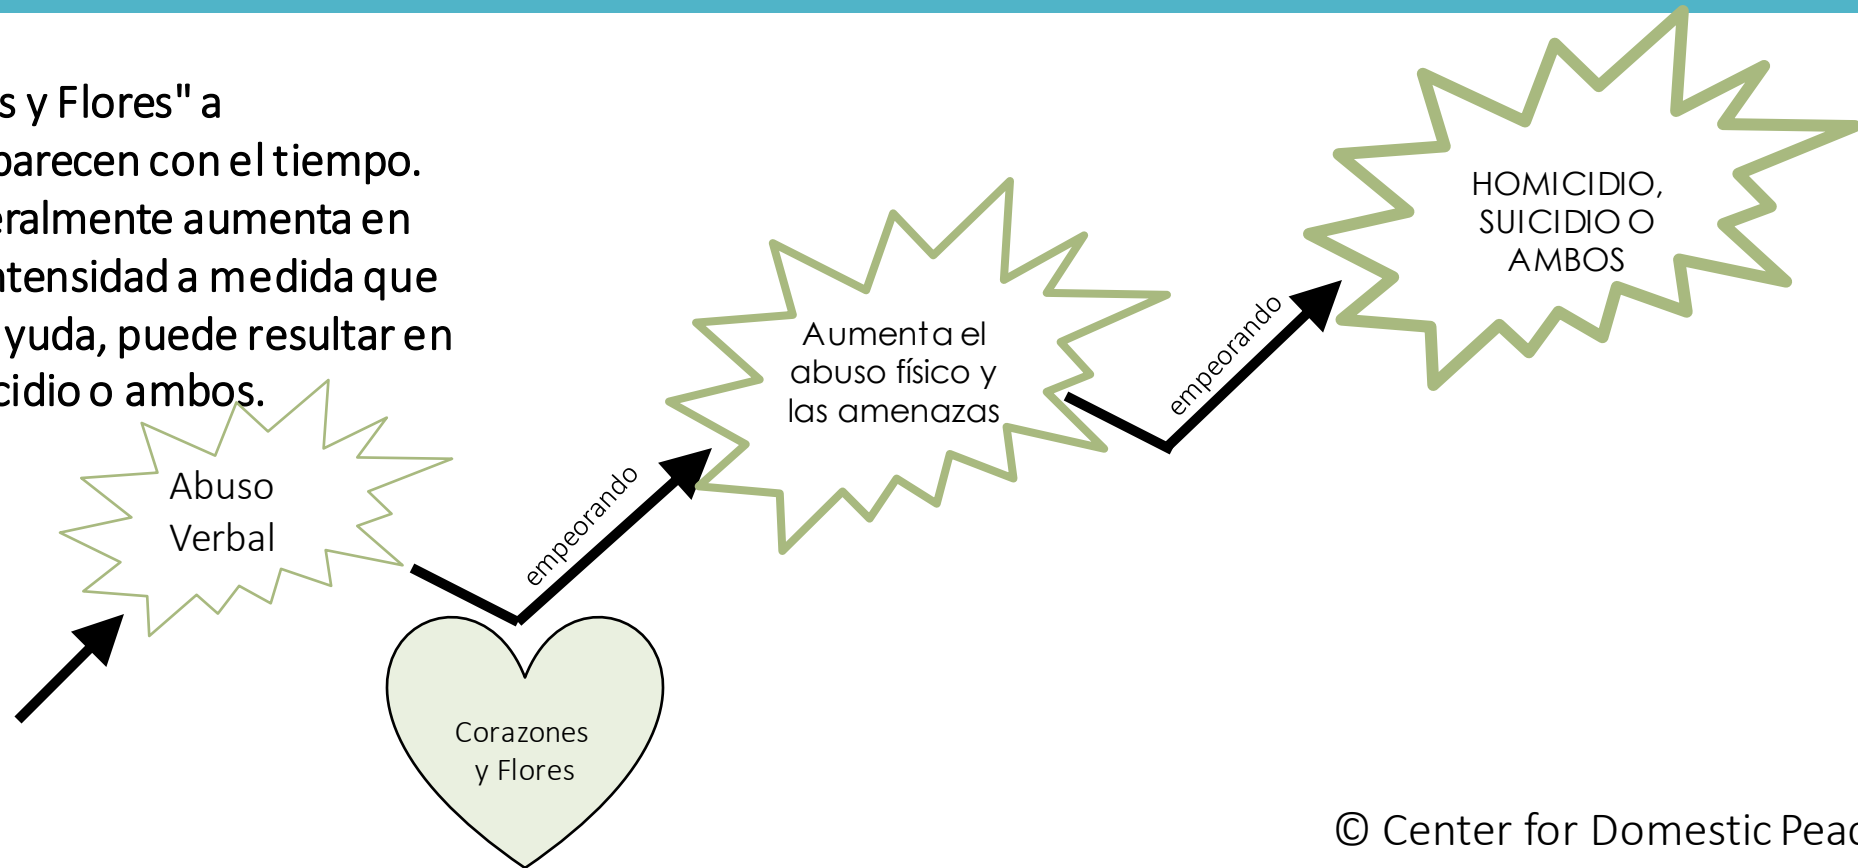 s y Flores" a
parecen con el tiempo.
eralmente aumenta en
ntensidad a medida que
yuda, puede resultar en
cidio o ambos.
Abuso
Verbal
empeorando
Corazones
y Flores
Aumenta el
abuso físico y
las amenazas
empeorando
HOMICIDIO,
SUICIDIO O
AMBOS
© Center for Domestic Peac